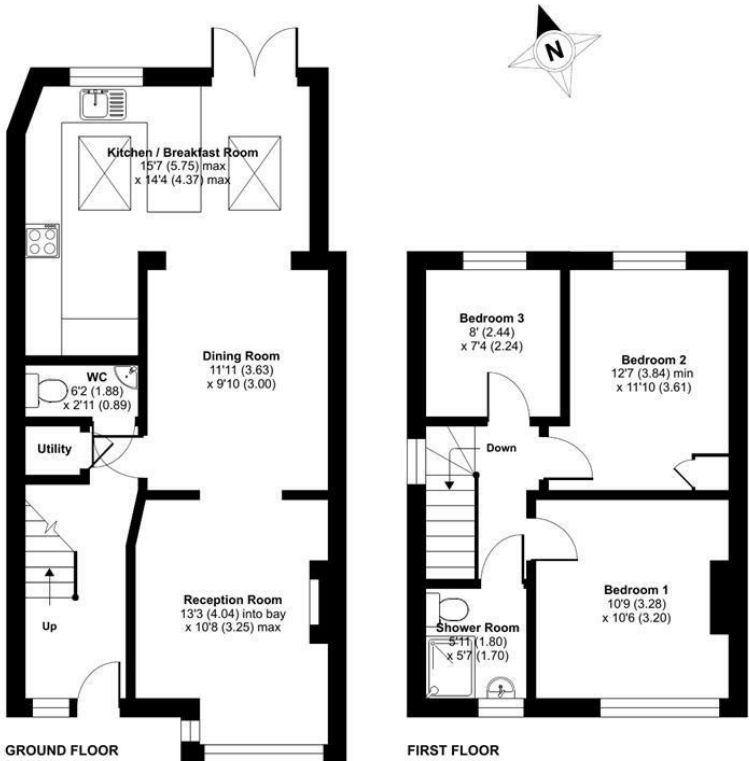 N
Kitchen / Breakfast Room
15'7 (5.75) max
x 14'4 (4.37) max
Dining Room
11'11 (3.63)
x 9'10 (3.00)
WC
6'2 (1.88)
x 2'11 (0.89)
Utility
Up
Reception Room
13'3 (4.04) into bay
x 10'8 (3.25) max
GROUND FLOOR
Bedroom 3
8' (2.44)
x 7'4 (2.24)
Bedroom 2
12'7 (3.84) min
x 11'10 (3.61)
Down
Bedroom 1
10'9 (3.28)
x 10'6 (3.20)
Shower Room
5'11 (1.80)
x 5'7 (1.70)
FIRST FLOOR